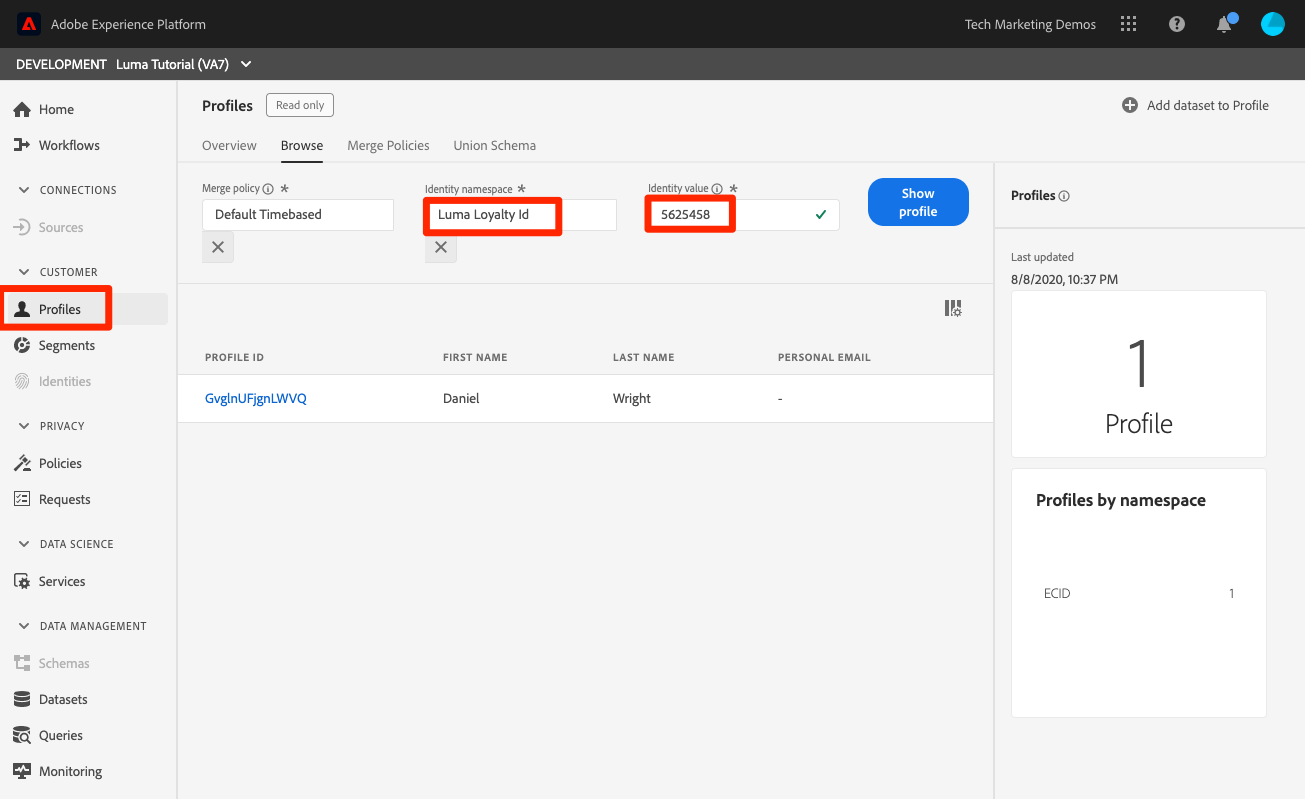 Adobe Experience Platform
Tech Marketing Demos
DEVELOPMENT Luma Tutorial (VA7)
Home
Workflows
CONNECTIONS
Sources
CUSTOMER
Profiles
Segments
Identities
PRIVACY
Policies
Requests
DATA SCIENCE
Services
DATA MANAGEMENT
Schemas
Datasets
Queries
Monitoring
Profiles Read only
Add dataset to Profile
Overview Browse Merge Policies Union Schema
Merge policy *
Default Timebased
Identity namespace *
Luma Loyalty Id
Identity value *
5625458
Show
profile
PROFILE ID FIRST NAME LAST NAME PERSONAL EMAIL
GvglnUFjgnLWVQ Daniel Wright -
Profiles
Last updated
8/8/2020, 10:37 PM
1
Profile
Profiles by namespace
ECID 1